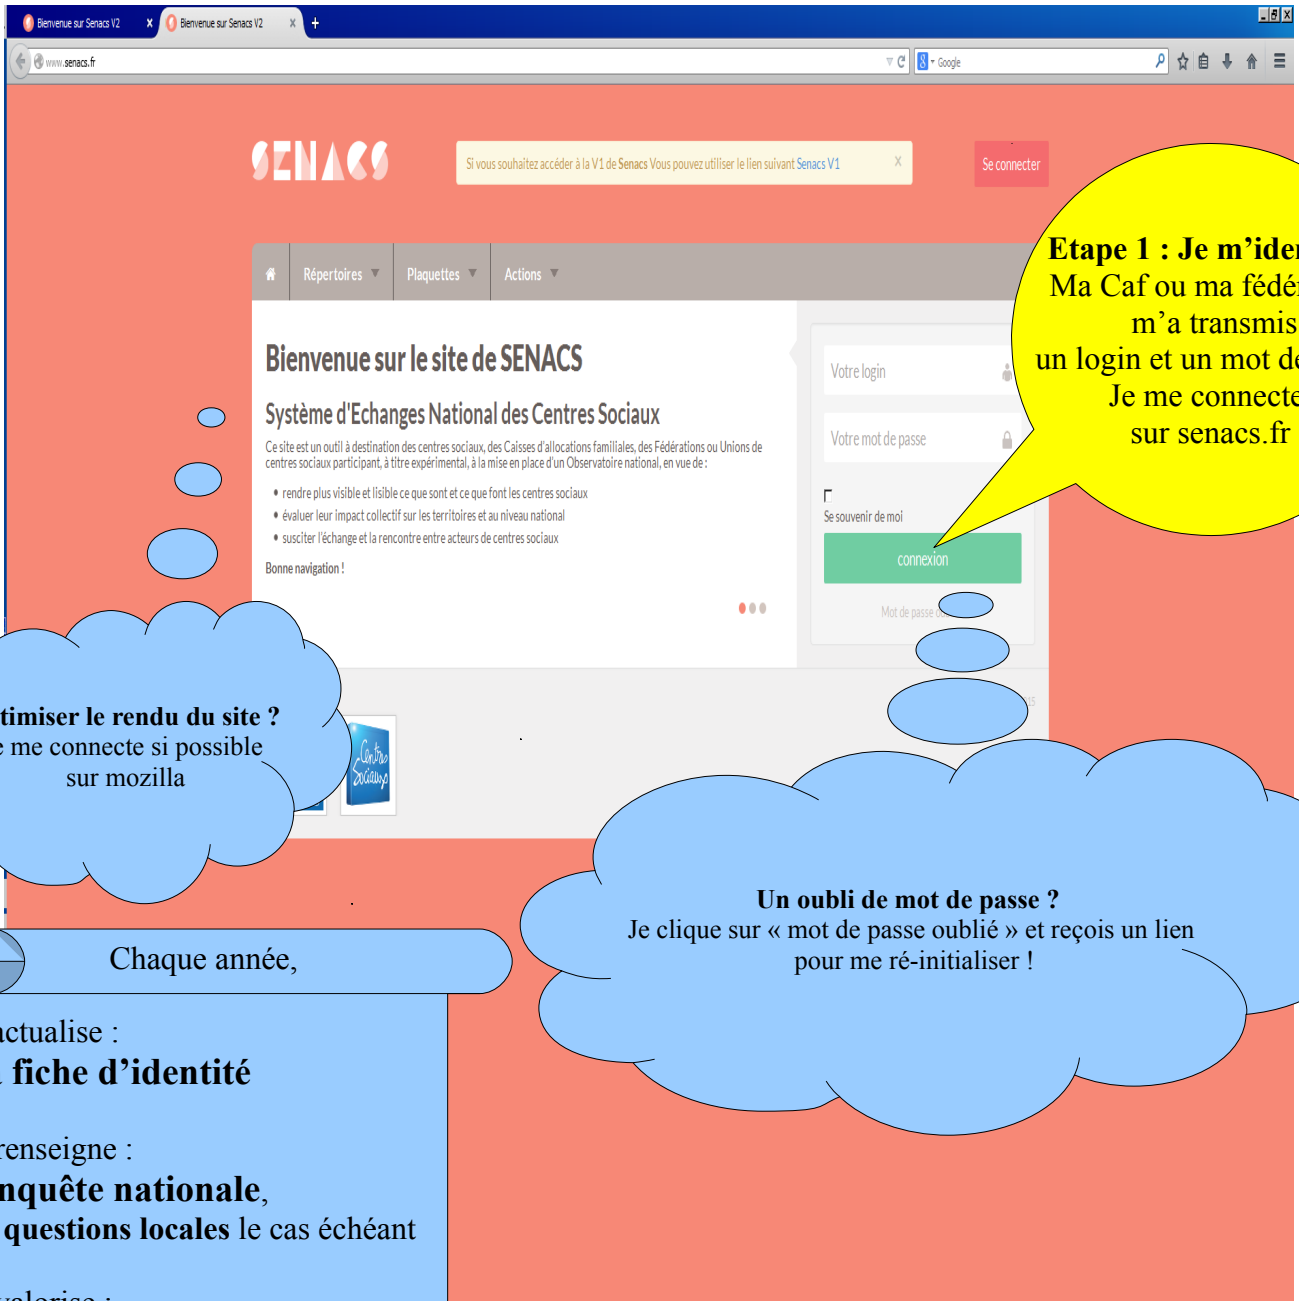 Bienvenue sur Senacs V2
Bienvenue sur Senacs V2
www.senacs.fr
Google
SENACS
Si vous souhaitez accéder à la V1 de Senacs Vous pouvez utiliser le lien suivant Senacs V1
Se connecter
Etape 1 : Je m’iden
Ma Caf ou ma fédér
m’a transmis
un login et un mot de
Je me connecte
sur senacs.fr
Répertoires
Plaquettes
Actions
Bienvenue sur le site de SENACS
Système d'Echanges National des Centres Sociaux
Ce site est un outil à destination des centres sociaux, des Caisses d'allocations familiales, des Fédérations ou Unions de
centres sociaux participant, à titre expérimental, à la mise en place d'un Observatoire national, en vue de :
• rendre plus visible et lisible ce que sont et ce que font les centres sociaux
• évaluer leur impact collectif sur les territoires et au niveau national
• susciter l'échange et la rencontre entre acteurs de centres sociaux
Bonne navigation !
Votre login
Votre mot de passe
Se souvenir de moi
connexion
Mot de passe
timiser le rendu du site ?
e me connecte si possible
sur mozilla
Centres
Sociaux
Un oubli de mot de passe ?
Je clique sur « mot de passe oublié » et reçois un lien
pour me ré-initialiser !
Chaque année,
actualise :
a fiche d’identité
renseigne :
nquête nationale,
questions locales le cas échéant
valorise :